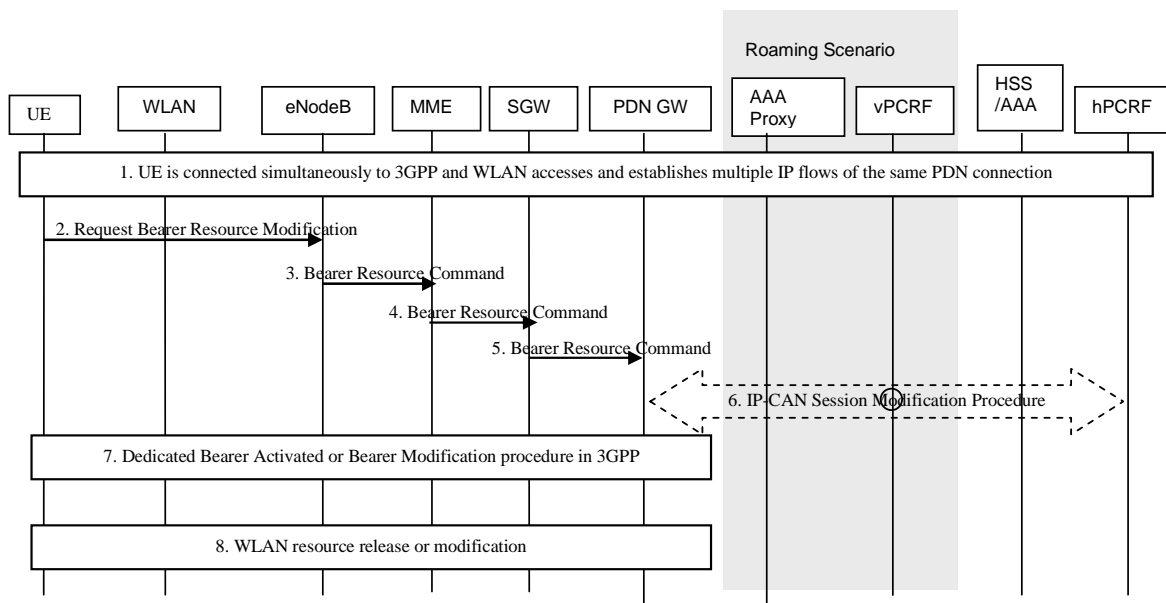 Roaming Scenario
UE
WLAN
eNodeB
MME
SGW
PDN GW
AAA
Proxy
vPCRF
HSS
/AAA
hPCRF
1. UE is connected simultaneously to 3GPP and WLAN accesses and establishes multiple IP flows of the same PDN connection
2. Request Bearer Resource Modification
3. Bearer Resource Command
4. Bearer Resource Command
5. Bearer Resource Command
6. IP-CAN Session Modification Procedure
7. Dedicated Bearer Activated or Bearer Modification procedure in 3GPP
8. WLAN resource release or modification